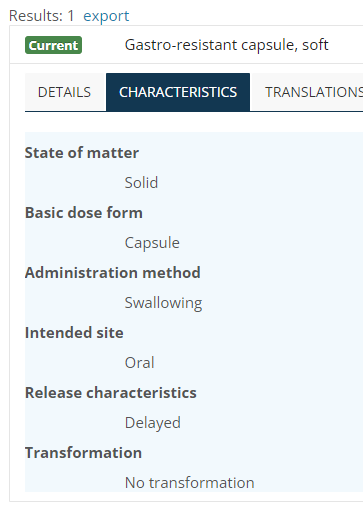 Results: 1 export
Current Gastro-resistant capsule, soft
DETAILS CHARACTERISTICS TRANSLATIONS
State of matter
Solid
Basic dose form
Capsule
Administration method
Swallowing
Intended site
Oral
Release characteristics
Delayed
Transformation
No transformation